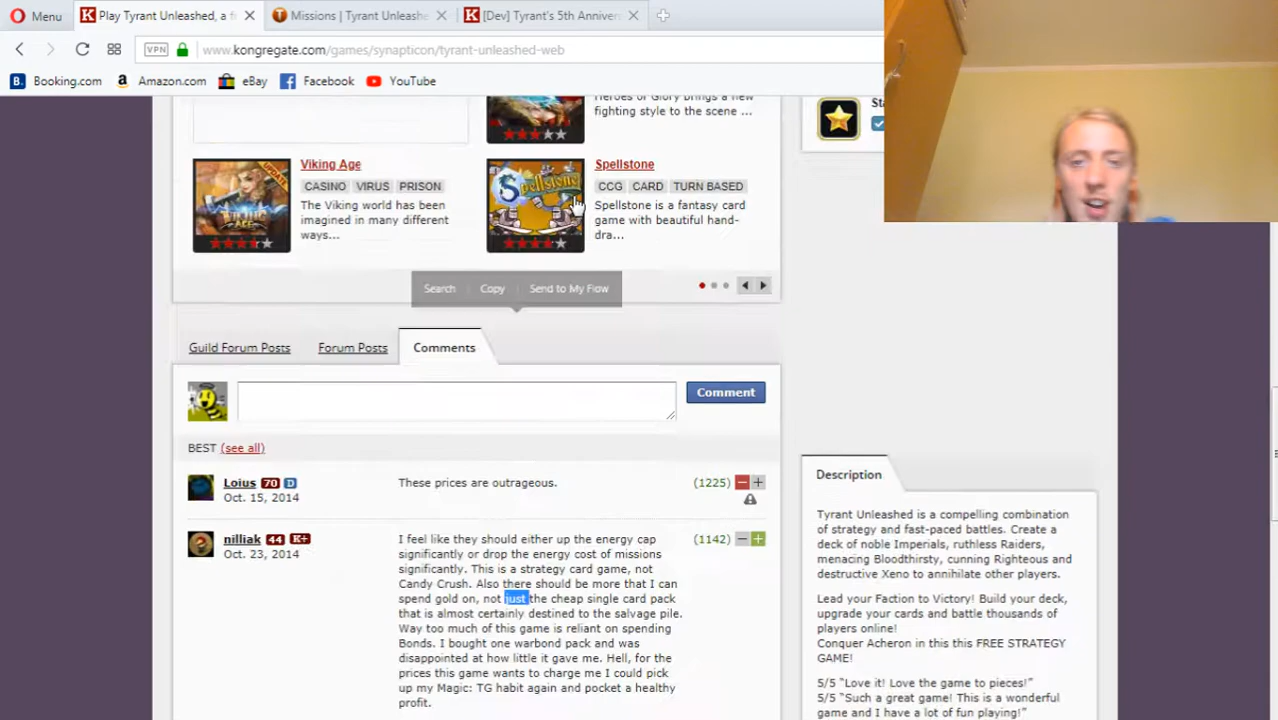 Menu
Play Tyrant Unleashed, a f
Missions | Tyrant Unleashe
[Dev] Tyrant's 5th Anniver
VPN
www.kongregate.com/games/synapticon/tyrant-unleashed-web
B. Booking.com
Amazon.com
eBay
Facebook
YouTube
Heroes of Glory brings a new
fighting style to the scene ...
Sta
UPDATE
VIKING AGE
Viking Age
CASINO VIRUS PRISON
The Viking world has been
imagined in many different
ways...
Spellstone
Spellstone
CCG CARD TURN BASED
Spellstone is a fantasy card
game with beautiful hand-
dra...
Search
Copy
Send to My Flow
Guild Forum Posts
Forum Posts
Comments
Comment
BEST (see all)
Loius 70 D
Oct. 15, 2014
These prices are outrageous.
(1225)
nilliak 44 K+
Oct. 23, 2014
I feel like they should either up the energy cap
significantly or drop the energy cost of missions
significantly. This is a strategy card game, not
Candy Crush. Also there should be more that I can
spend gold on, not just the cheap single card pack
that is almost certainly destined to the salvage pile.
Way too much of this game is reliant on spending
Bonds. I bought one warbond pack and was
disappointed at how little it gave me. Hell, for the
prices this game wants to charge me I could pick
up my Magic: TG habit again and pocket a healthy
profit.
(1142)
Description
Tyrant Unleashed is a compelling combination
of strategy and fast-paced battles. Create a
deck of noble Imperials, ruthless Raiders,
menacing Bloodthirsty, cunning Righteous and
destructive Xeno to annihilate other players.
Lead your Faction to Victory! Build your deck,
upgrade your cards and battle thousands of
players online!
Conquer Acheron in this this FREE STRATEGY
GAME!
5/5 "Love it! Love the game to pieces!"
5/5 "Such a great game! This is a wonderful
game and I have a lot of fun playing!"